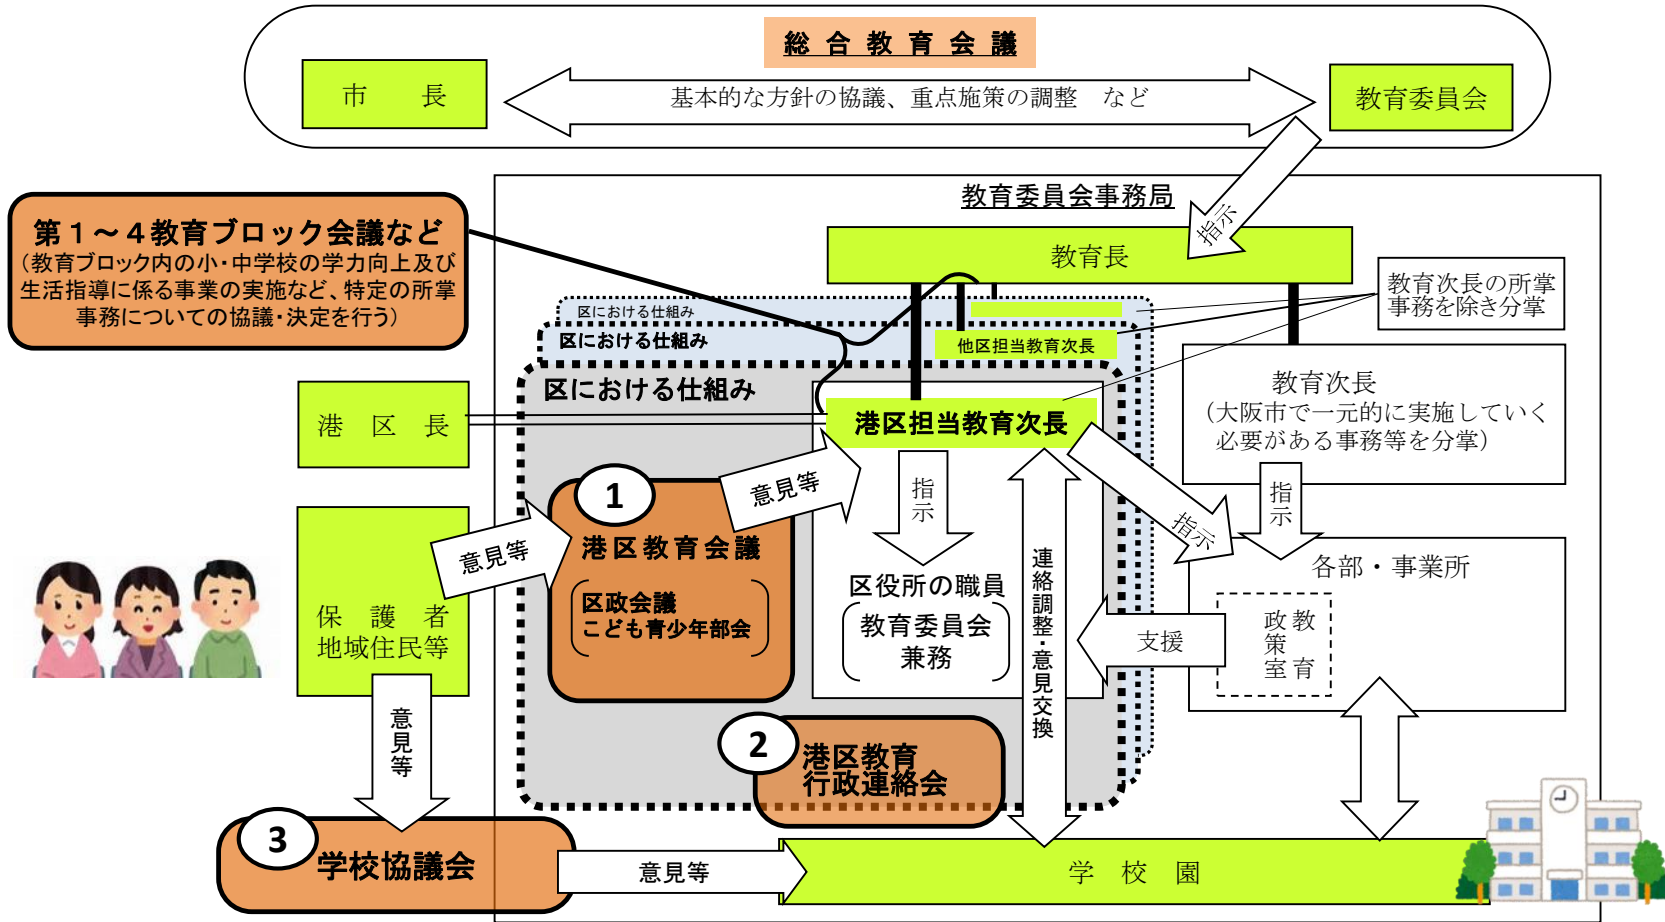 総合教育会議
市　長
基本的な方針の協議、重点施策の調整　など
教育委員会
指示
教育委員会事務局
第１～４教育ブロック会議など
（教育ブロック内の小・中学校の学力向上及び
生活指導に係る事業の実施など、特定の所掌
事務についての協議・決定を行う）
教育長
教育次長の所掌
事務を除き分掌
区における仕組み
区における仕組み
他区担当教育次長
区における仕組み
教育次長
（大阪市で一元的に実施していく
必要がある事務等を分掌）
港区長
港区担当教育次長
意見等
指示
指示
指示
1
港区教育会議
区政会議
こども青少年部会
意見等
保護者
地域住民等
区役所の職員
教育委員会
兼務
連絡調整・意見交換
各部・事業所
教育
政策室
支援
意見等
2
港区教育
行政連絡会
3
学校協議会
意見等
学校園